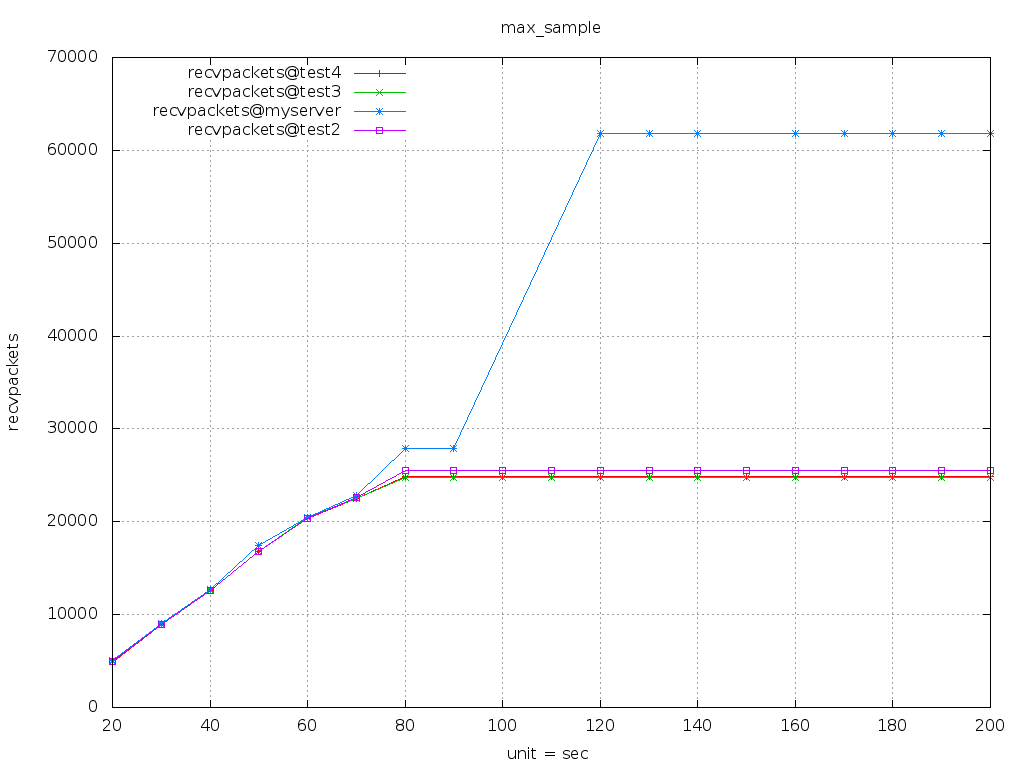 max_sample
70000
60000
50000
40000
30000
20000
10000
0
recvpackets
recvpackets@test4
recvpackets@test3
recvpackets@myserver
recvpackets@test2
20 40 60 80 100 120 140 160 180 200
unit = sec